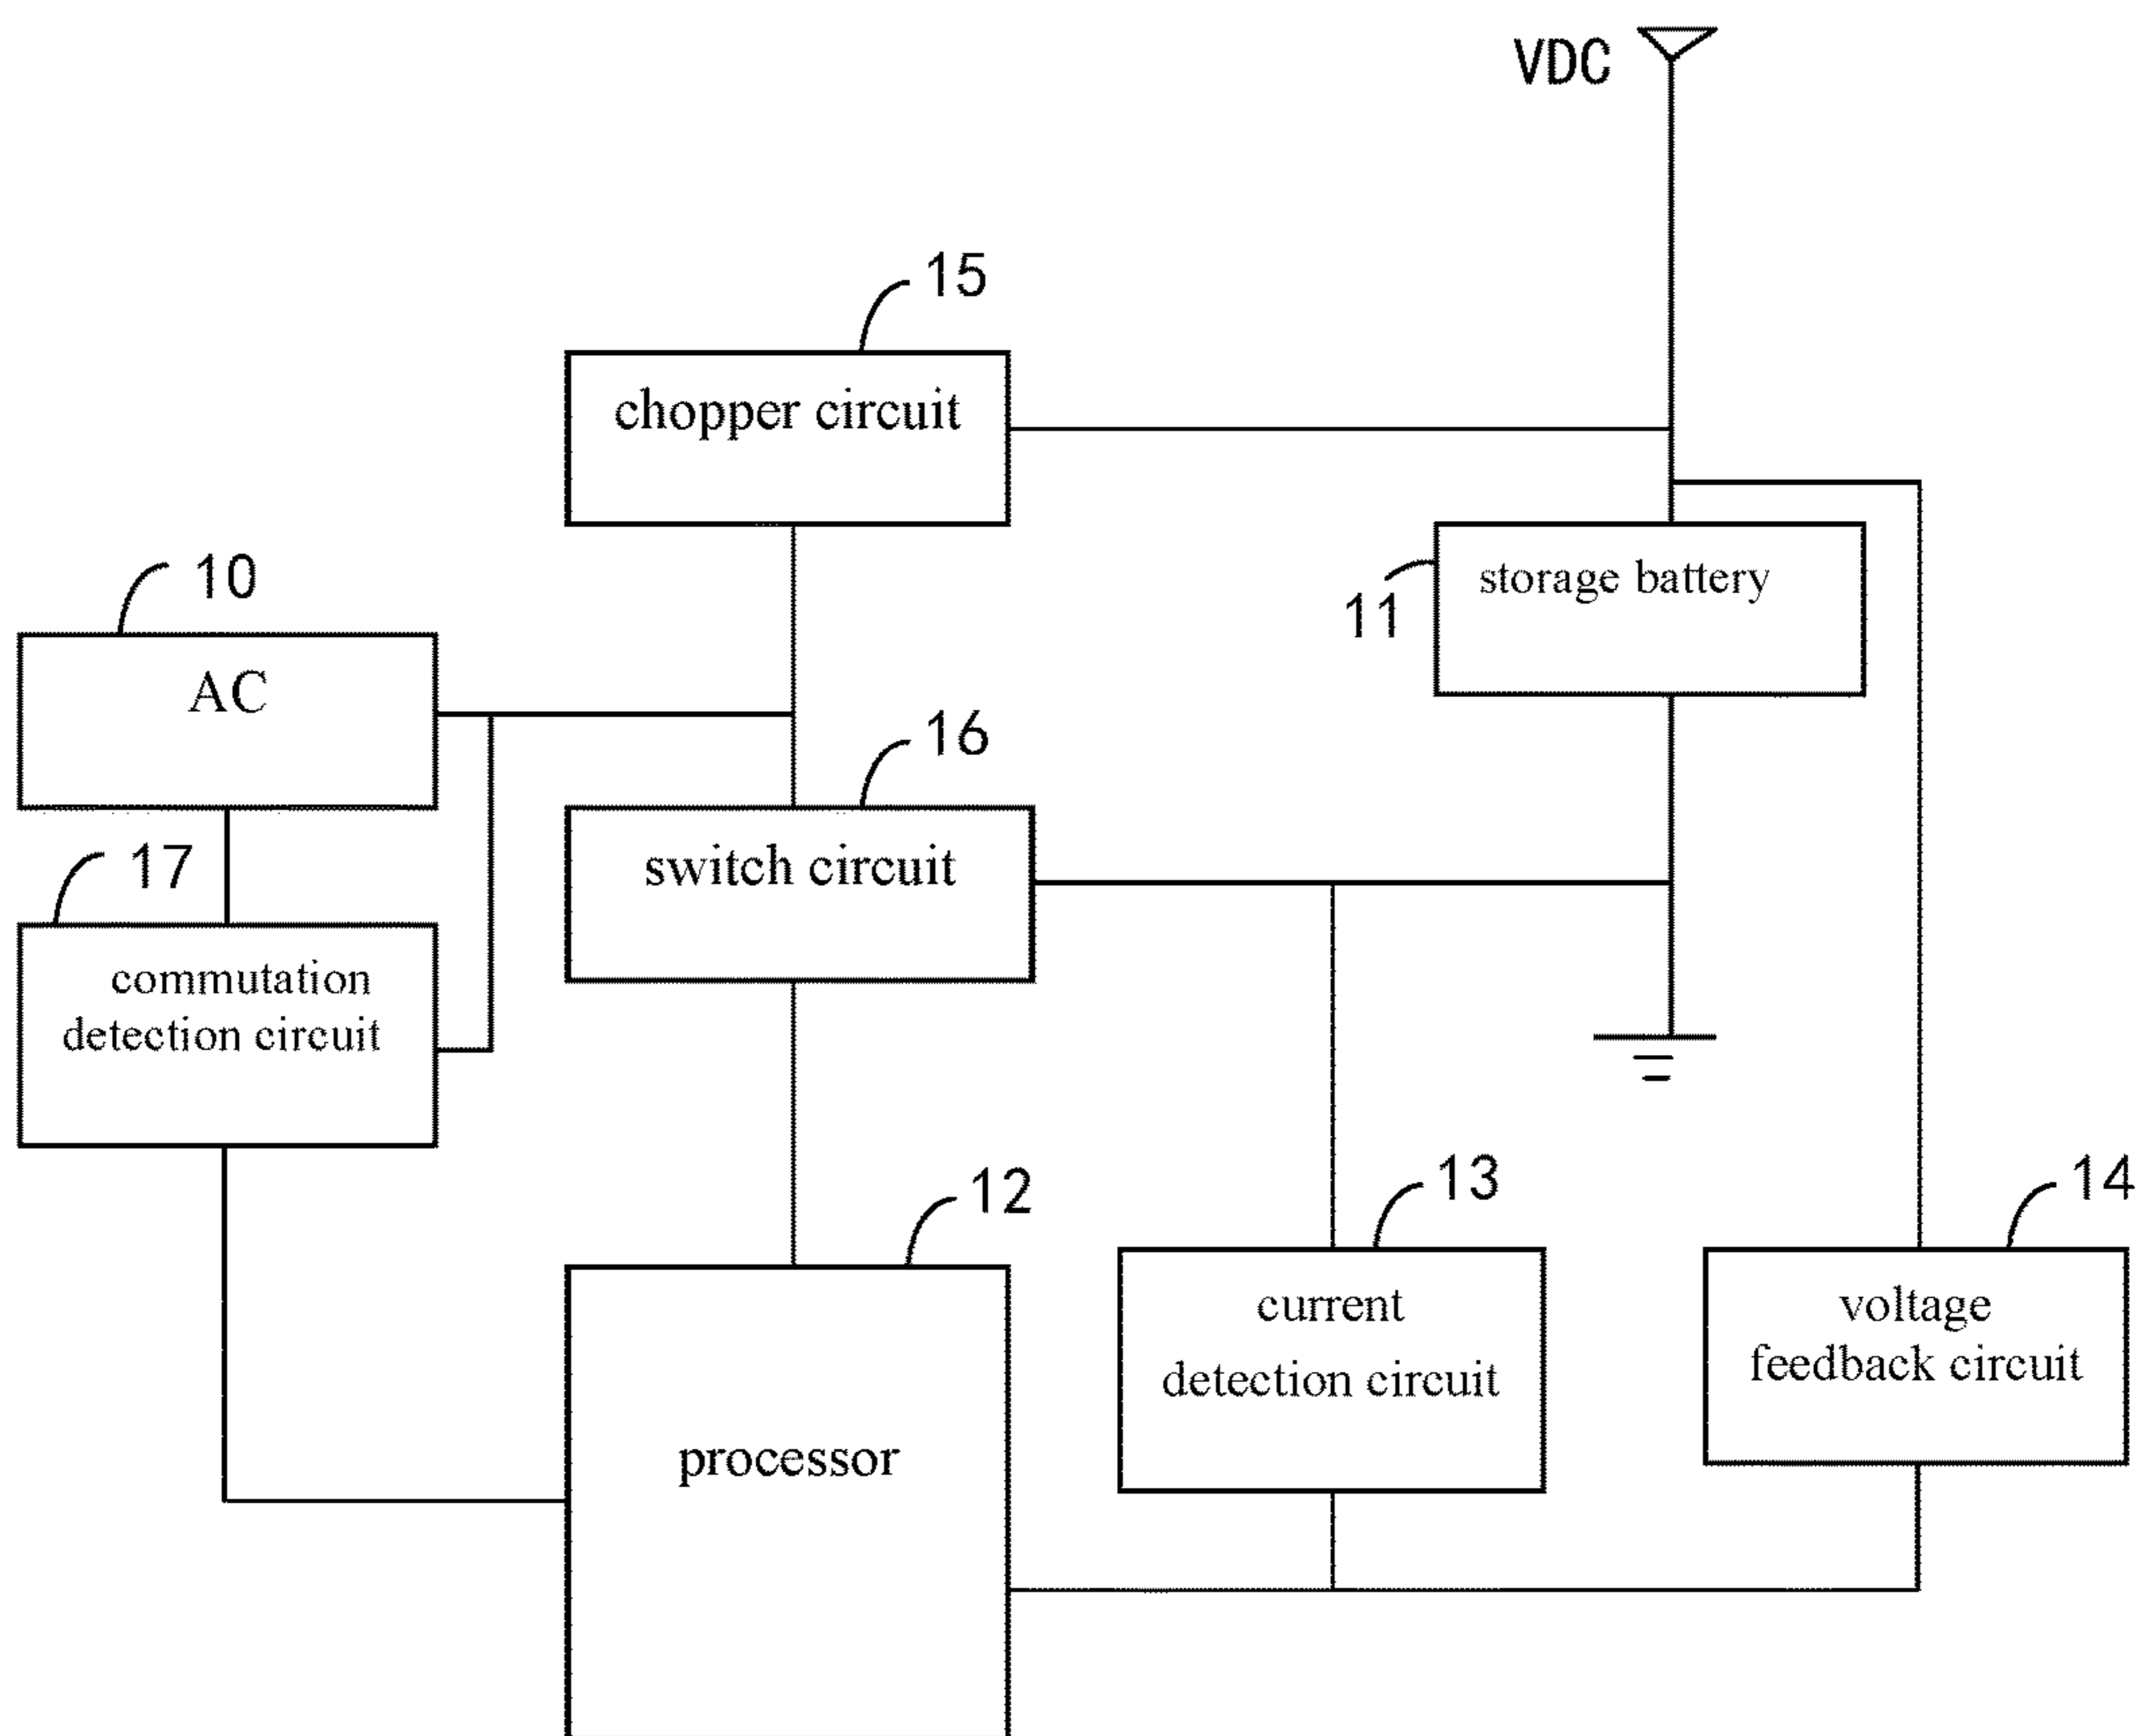 VDC
15
chopper circuit
10
storage battery
11
AC
16
17
switch circuit
commutation
detection circuit
12
13
14
current
detection circuit
voltage
feedback circuit
processor